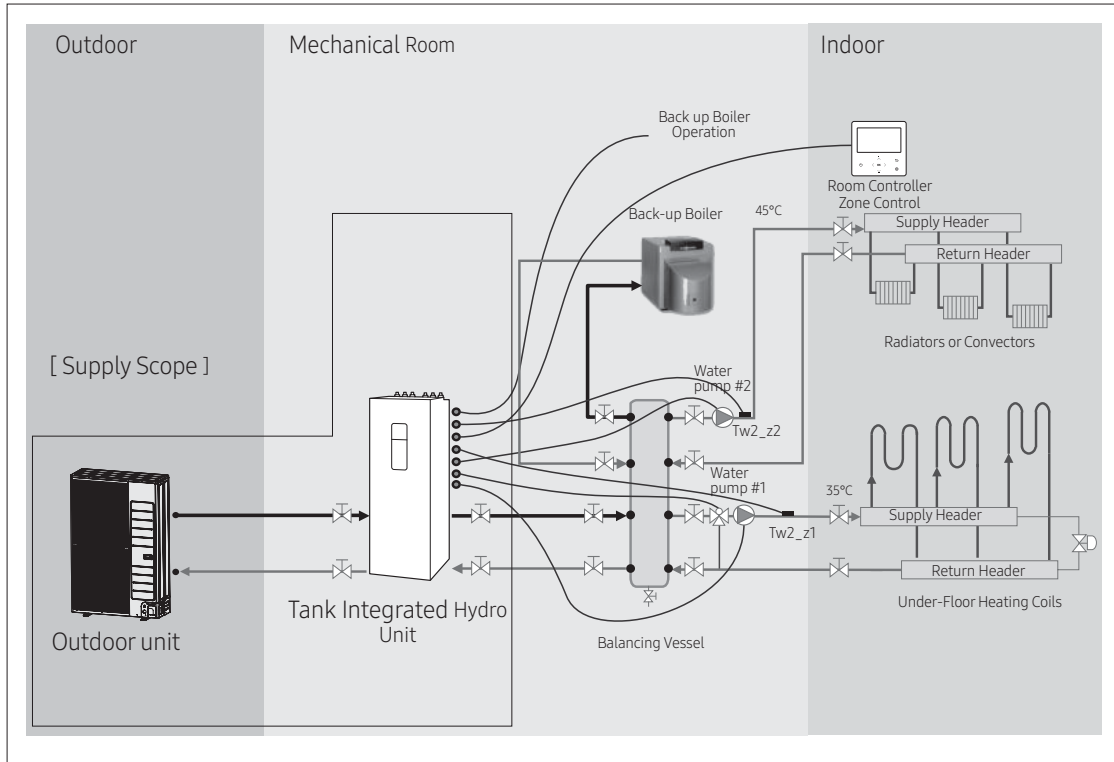 Outdoor
Mechanical Room
Indoor
Back up Boiler
Operation
Room Controller
Zone Control
Back-up Boiler
45°C
Supply Header
Return Header
Radiators or Convectors
[ Supply Scope ]
Water
pump #2
Tw2_z2
Water
pump #1
35°C
Tw2_z1
Supply Header
Return Header
Under-Floor Heating Coils
Tank Integrated Hydro
Unit
Outdoor unit
Balancing Vessel